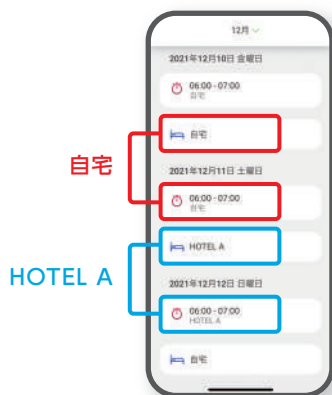 12月
2021年12月10日 金曜日
06:00 - 07:00
自宅
自宅
自宅
2021年12月11日 土曜日
06:00 - 07:00
自宅
HOTEL A
HOTEL A
2021年12月12日 日曜日
06:00 - 07:00
HOTEL A
自宅